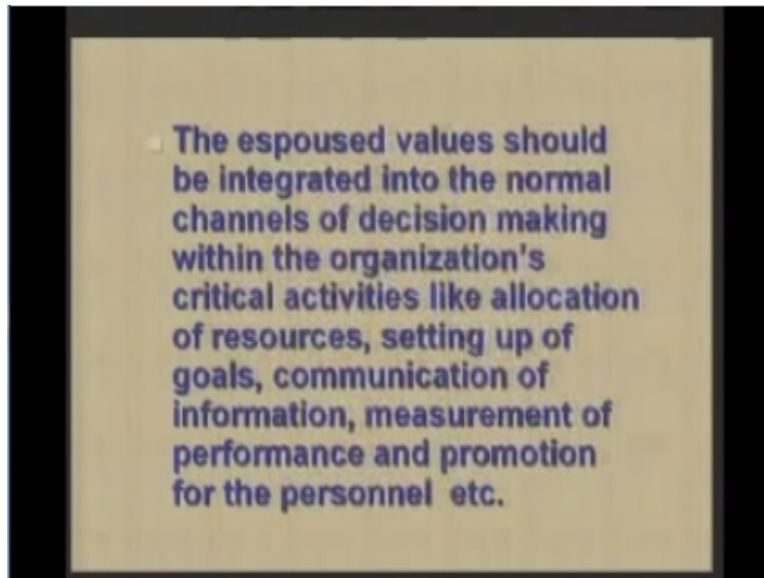 The espoused values should
be integrated into the normal
channels of decision making
within the organization's
critical activities like allocation
of resources, setting up of
goals, communication of
information, measurement of
performance and promotion
for the personnel  etc.